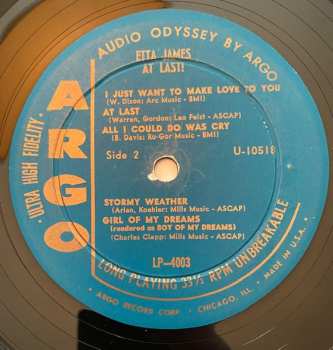 AUDIO ODYSSEY BY ARGO
ETTA JAMES
AT LAST!
ARGO
ULTRA HIGH FIDELITY
I JUST WANT TO MAKE LOVE TO YOU
(W. Dixon: Arc Music - BMI)
AT LAST
(Warren, Gordon: Leo Feist - ASCAP)
ALL I COULD DO WAS CRY
(B. Davis: Ru-Gor Music - BMI)
Side 2
U-10518
STORMY WEATHER
(Arlen, Koehler: Mills Music - ASCAP)
GIRL OF MY DREAMS
(rendered as BOY OF MY DREAMS)
(Charles Clapp: Mills Music - ASCAP)
LP-4003
LONG PLAYING 33⅓ RPM UNBREAKABLE
ARGO RECORD CORP. • CHICAGO, ILL. • MADE IN U.S.A.